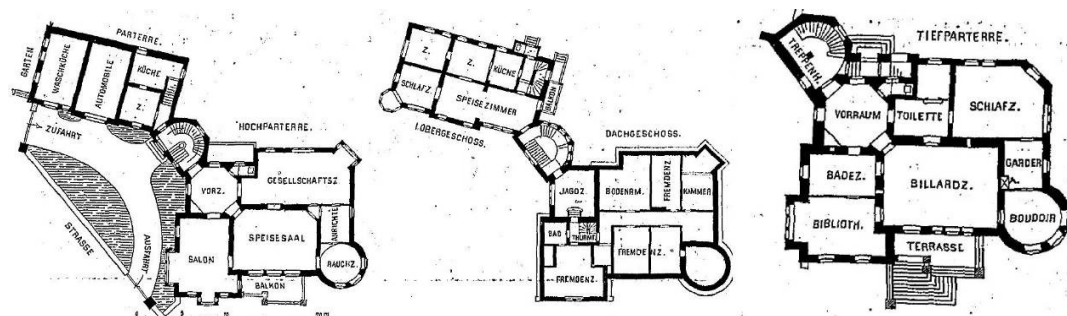 PARTERRE.
GARTEN
WASCHKÜCHE
AUTOMOBILE
KÜCHE
Z.
ZUFAHRT
STRASSE
AUSFAHRT
HOCHPARTERRE.
VORZ.
GESELLSCHAFTSZ.
SPEISESAAL
ANRICHTE
SALON
RAUCHZ.
BALKON
Z.
Z.
KÜCHE
SCHLAFZ.
SPEISEZIMMER
BALKON
I.OBERGESCHOSS.
DACHGESCHOSS.
JAGDZ.
BODENRM.
FREMDENZ.
KAMMER
BAD
FREMDENZ.
FREMDENZ.
TIEFPARTERRE.
TREPPENH.
VORRAUM
TOILETTE
SCHLAFZ.
BADEZ.
BILLARDZ.
GARDER
BIBLIOTH.
BOUDOIR
TERRASSE